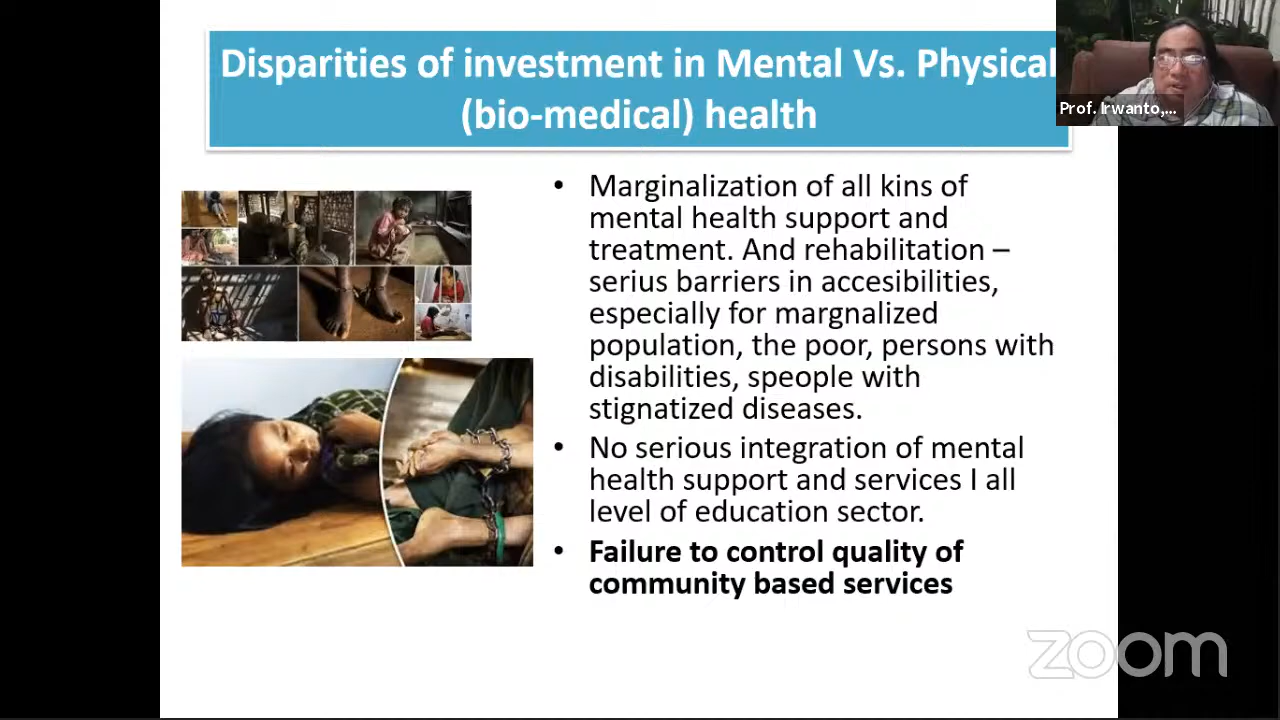 Disparities of investment in Mental Vs. Physical
(bio-medical) health
Prof. Irwanto,...
• Marginalization of all kins of
mental health support and
treatment. And rehabilitation –
serius barriers in accesibilities,
especially for margnalized
population, the poor, persons with
disabilities, speople with
stignatized diseases.
• No serious integration of mental
health support and services I all
level of education sector.
• Failure to control quality of
community based services
zoom